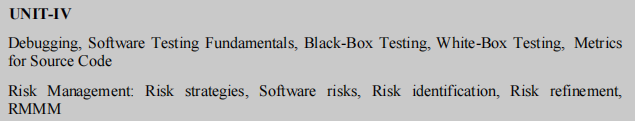 UNIT-IV
Debugging, Software Testing Fundamentals, Black-Box Testing, White-Box Testing, Metrics
for Source Code
Risk Management: Risk strategies, Software risks, Risk identification, Risk refinement,
RMMM